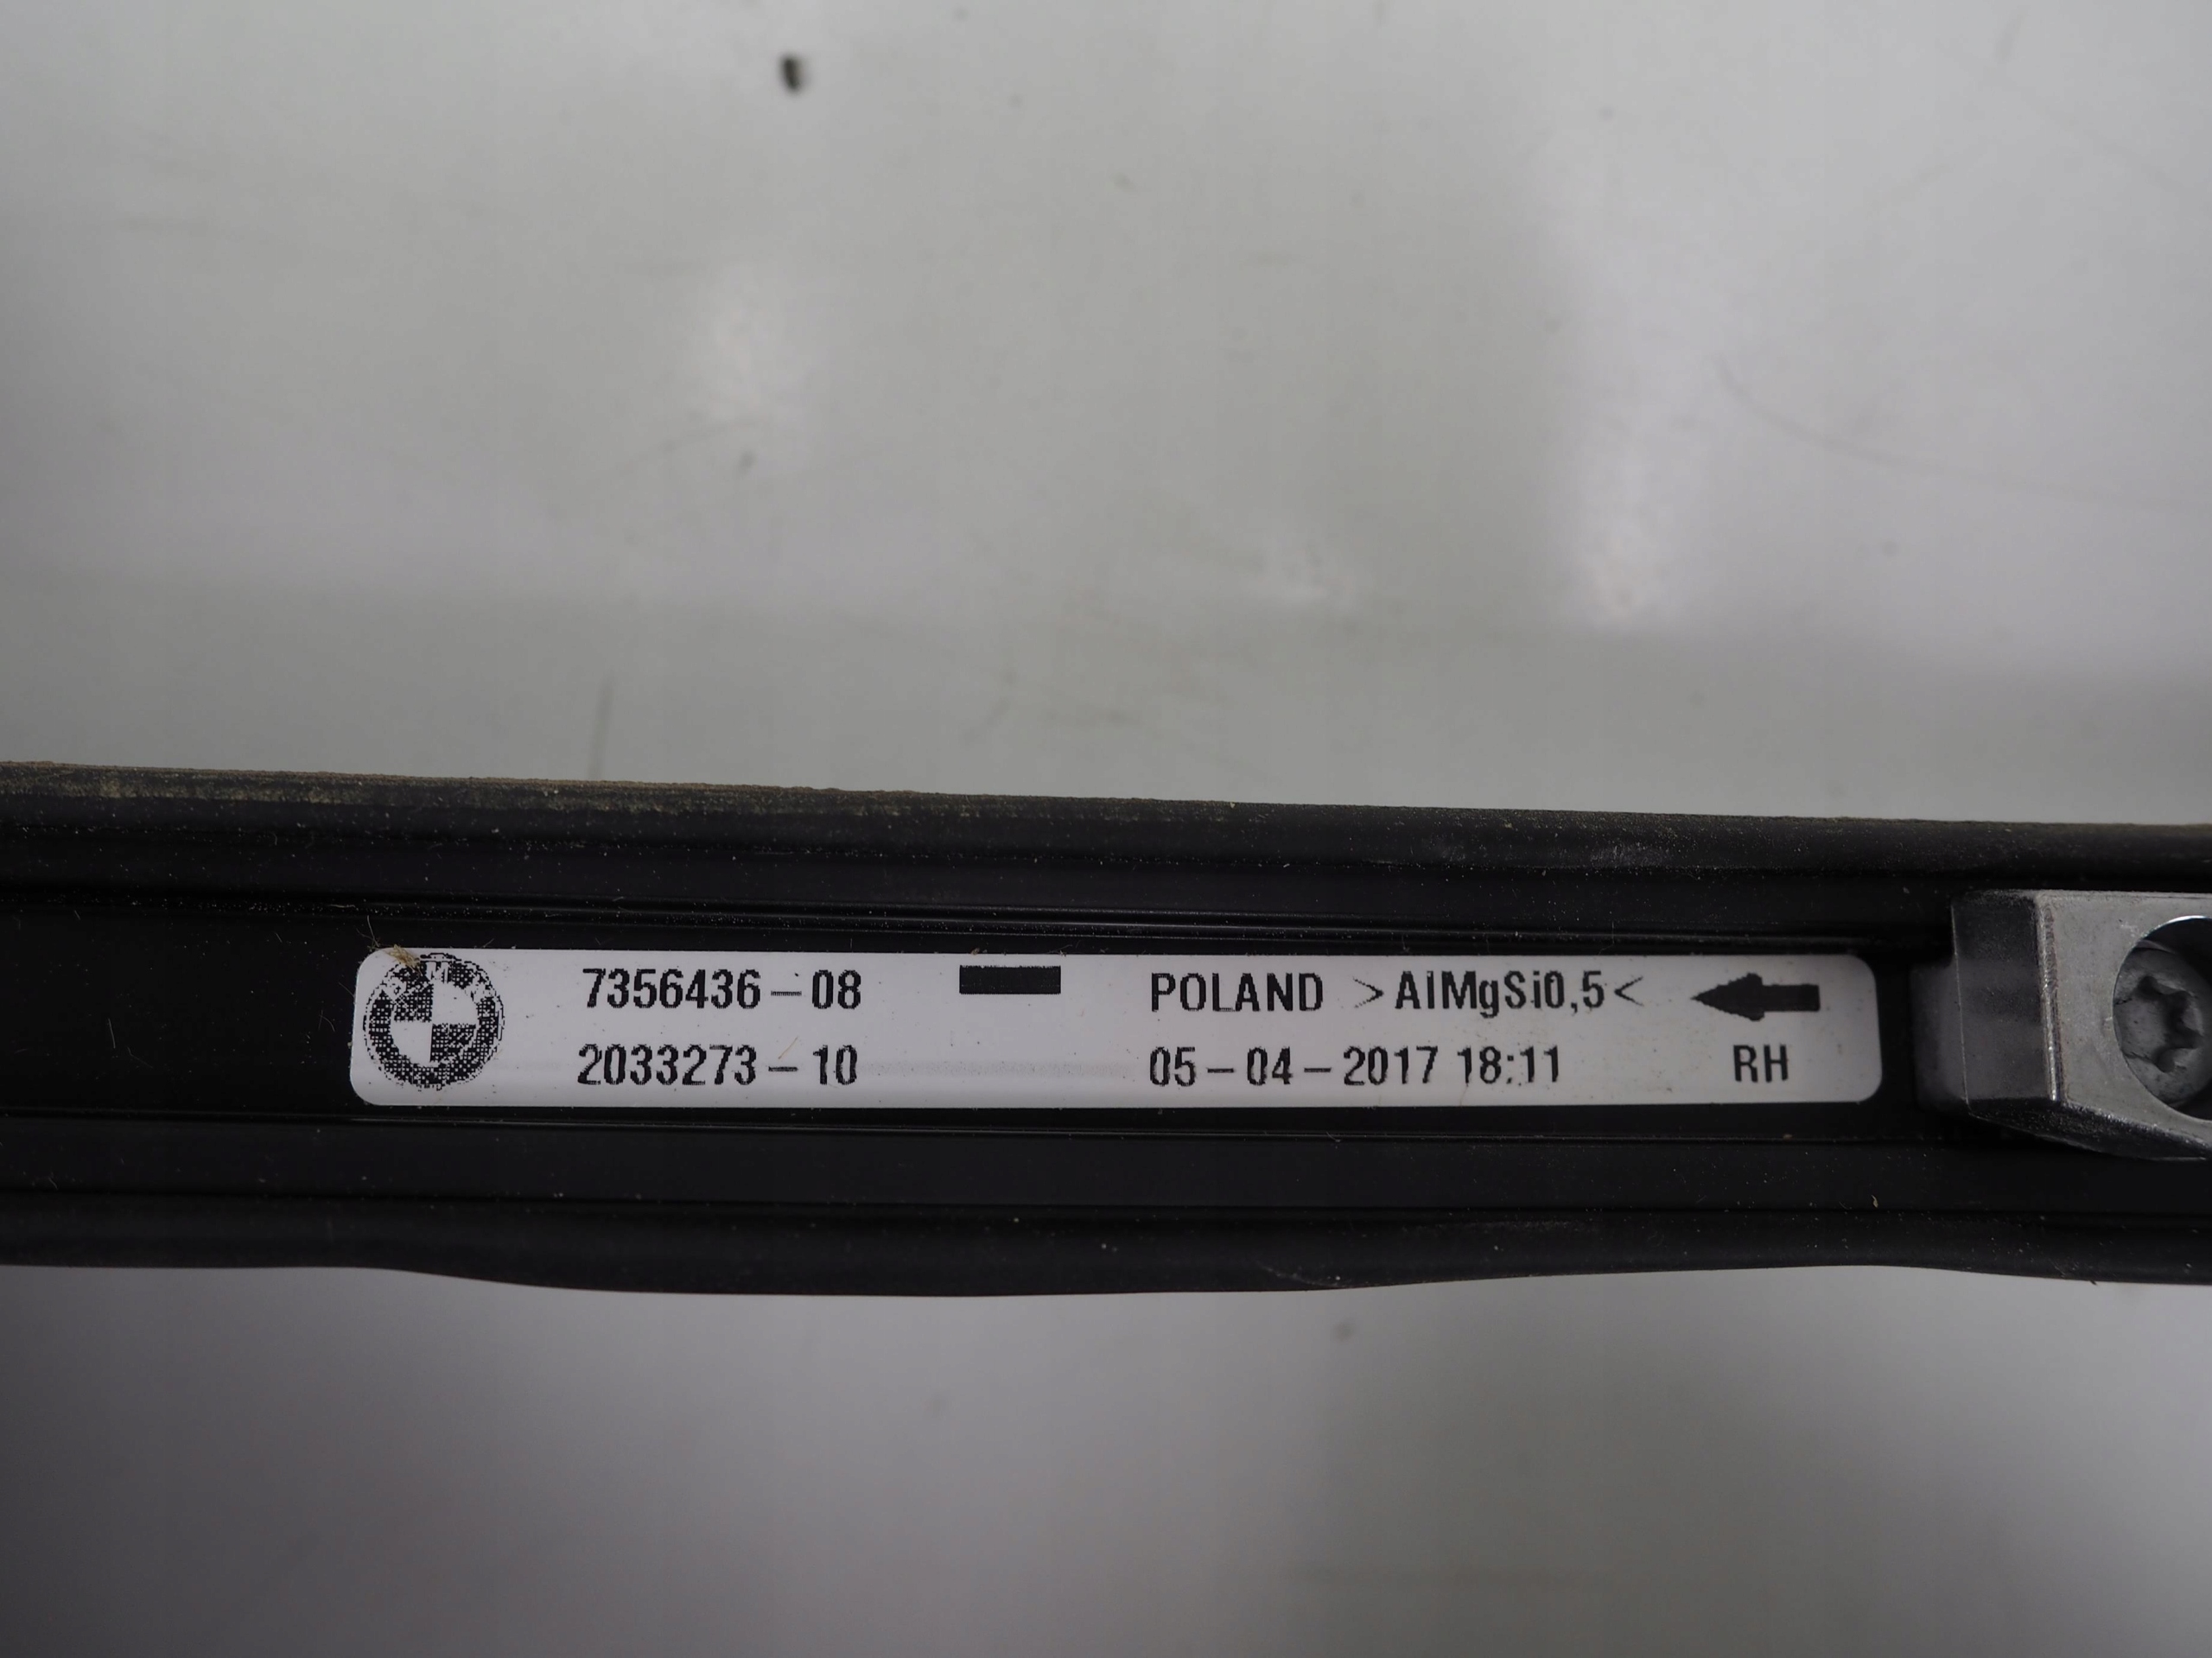 7356436-08 POLAND >AlMgSi0,5<
2033273-10 05-04-2017 18:11 RH